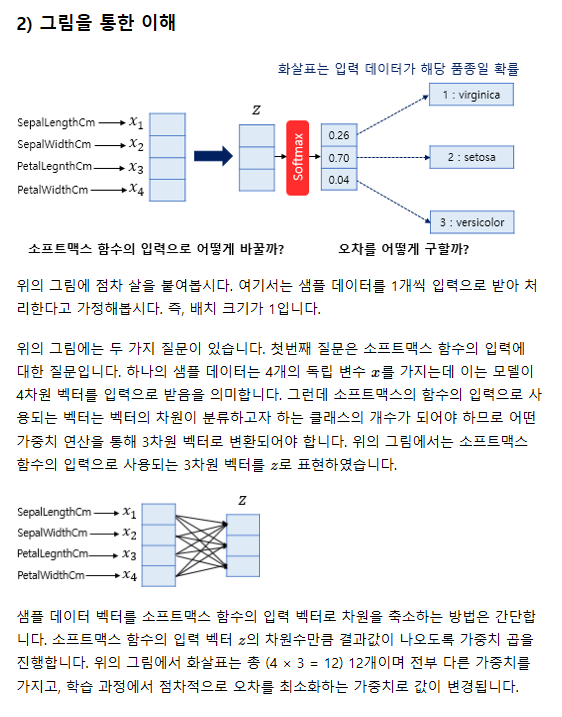 2) 그림을 통한 이해
화살표는 입력 데이터가 해당 품종일 확률
1 : virginica
z
SepalLengthCm x1
SepalWidthCm x2
PetalLegnthCm x3
PetalWidthCm x4
Softmax
0.26
0.70
0.04
2 : setosa
3 : versicolor
소프트맥스 함수의 입력으로 어떻게 바꿀까?
오차를 어떻게 구할까?
위의 그림에 점차 살을 붙여봅시다. 여기서는 샘플 데이터를 1개씩 입력으로 받아 처
리한다고 가정해봅시다. 즉, 배치 크기가 1입니다.
위의 그림에는 두 가지 질문이 있습니다. 첫번째 질문은 소프트맥스 함수의 입력에
대한 질문입니다. 하나의 샘플 데이터는 4개의 독립 변수 x를 가지는데 이는 모델이
4차원 벡터를 입력으로 받음을 의미합니다. 그런데 소프트맥스의 함수의 입력으로 사
용되는 벡터는 벡터의 차원이 분류하고자 하는 클래스의 개수가 되어야 하므로 어떤
가중치 연산을 통해 3차원 벡터로 변환되어야 합니다. 위의 그림에서는 소프트맥스
함수의 입력으로 사용되는 3차원 벡터를 z로 표현하였습니다.
z
SepalLengthCm x1
SepalWidthCm x2
PetalLegnthCm x3
PetalWidthCm x4
샘플 데이터 벡터를 소프트맥스 함수의 입력 벡터로 차원을 축소하는 방법은 간단합
니다. 소프트맥스 함수의 입력 벡터 z의 차원수만큼 결과값이 나오도록 가중치 곱을
진행합니다. 위의 그림에서 화살표는 총 (4 × 3 = 12) 12개이며 전부 다른 가중치를
가지고, 학습 과정에서 점차적으로 오차를 최소화하는 가중치로 값이 변경됩니다.